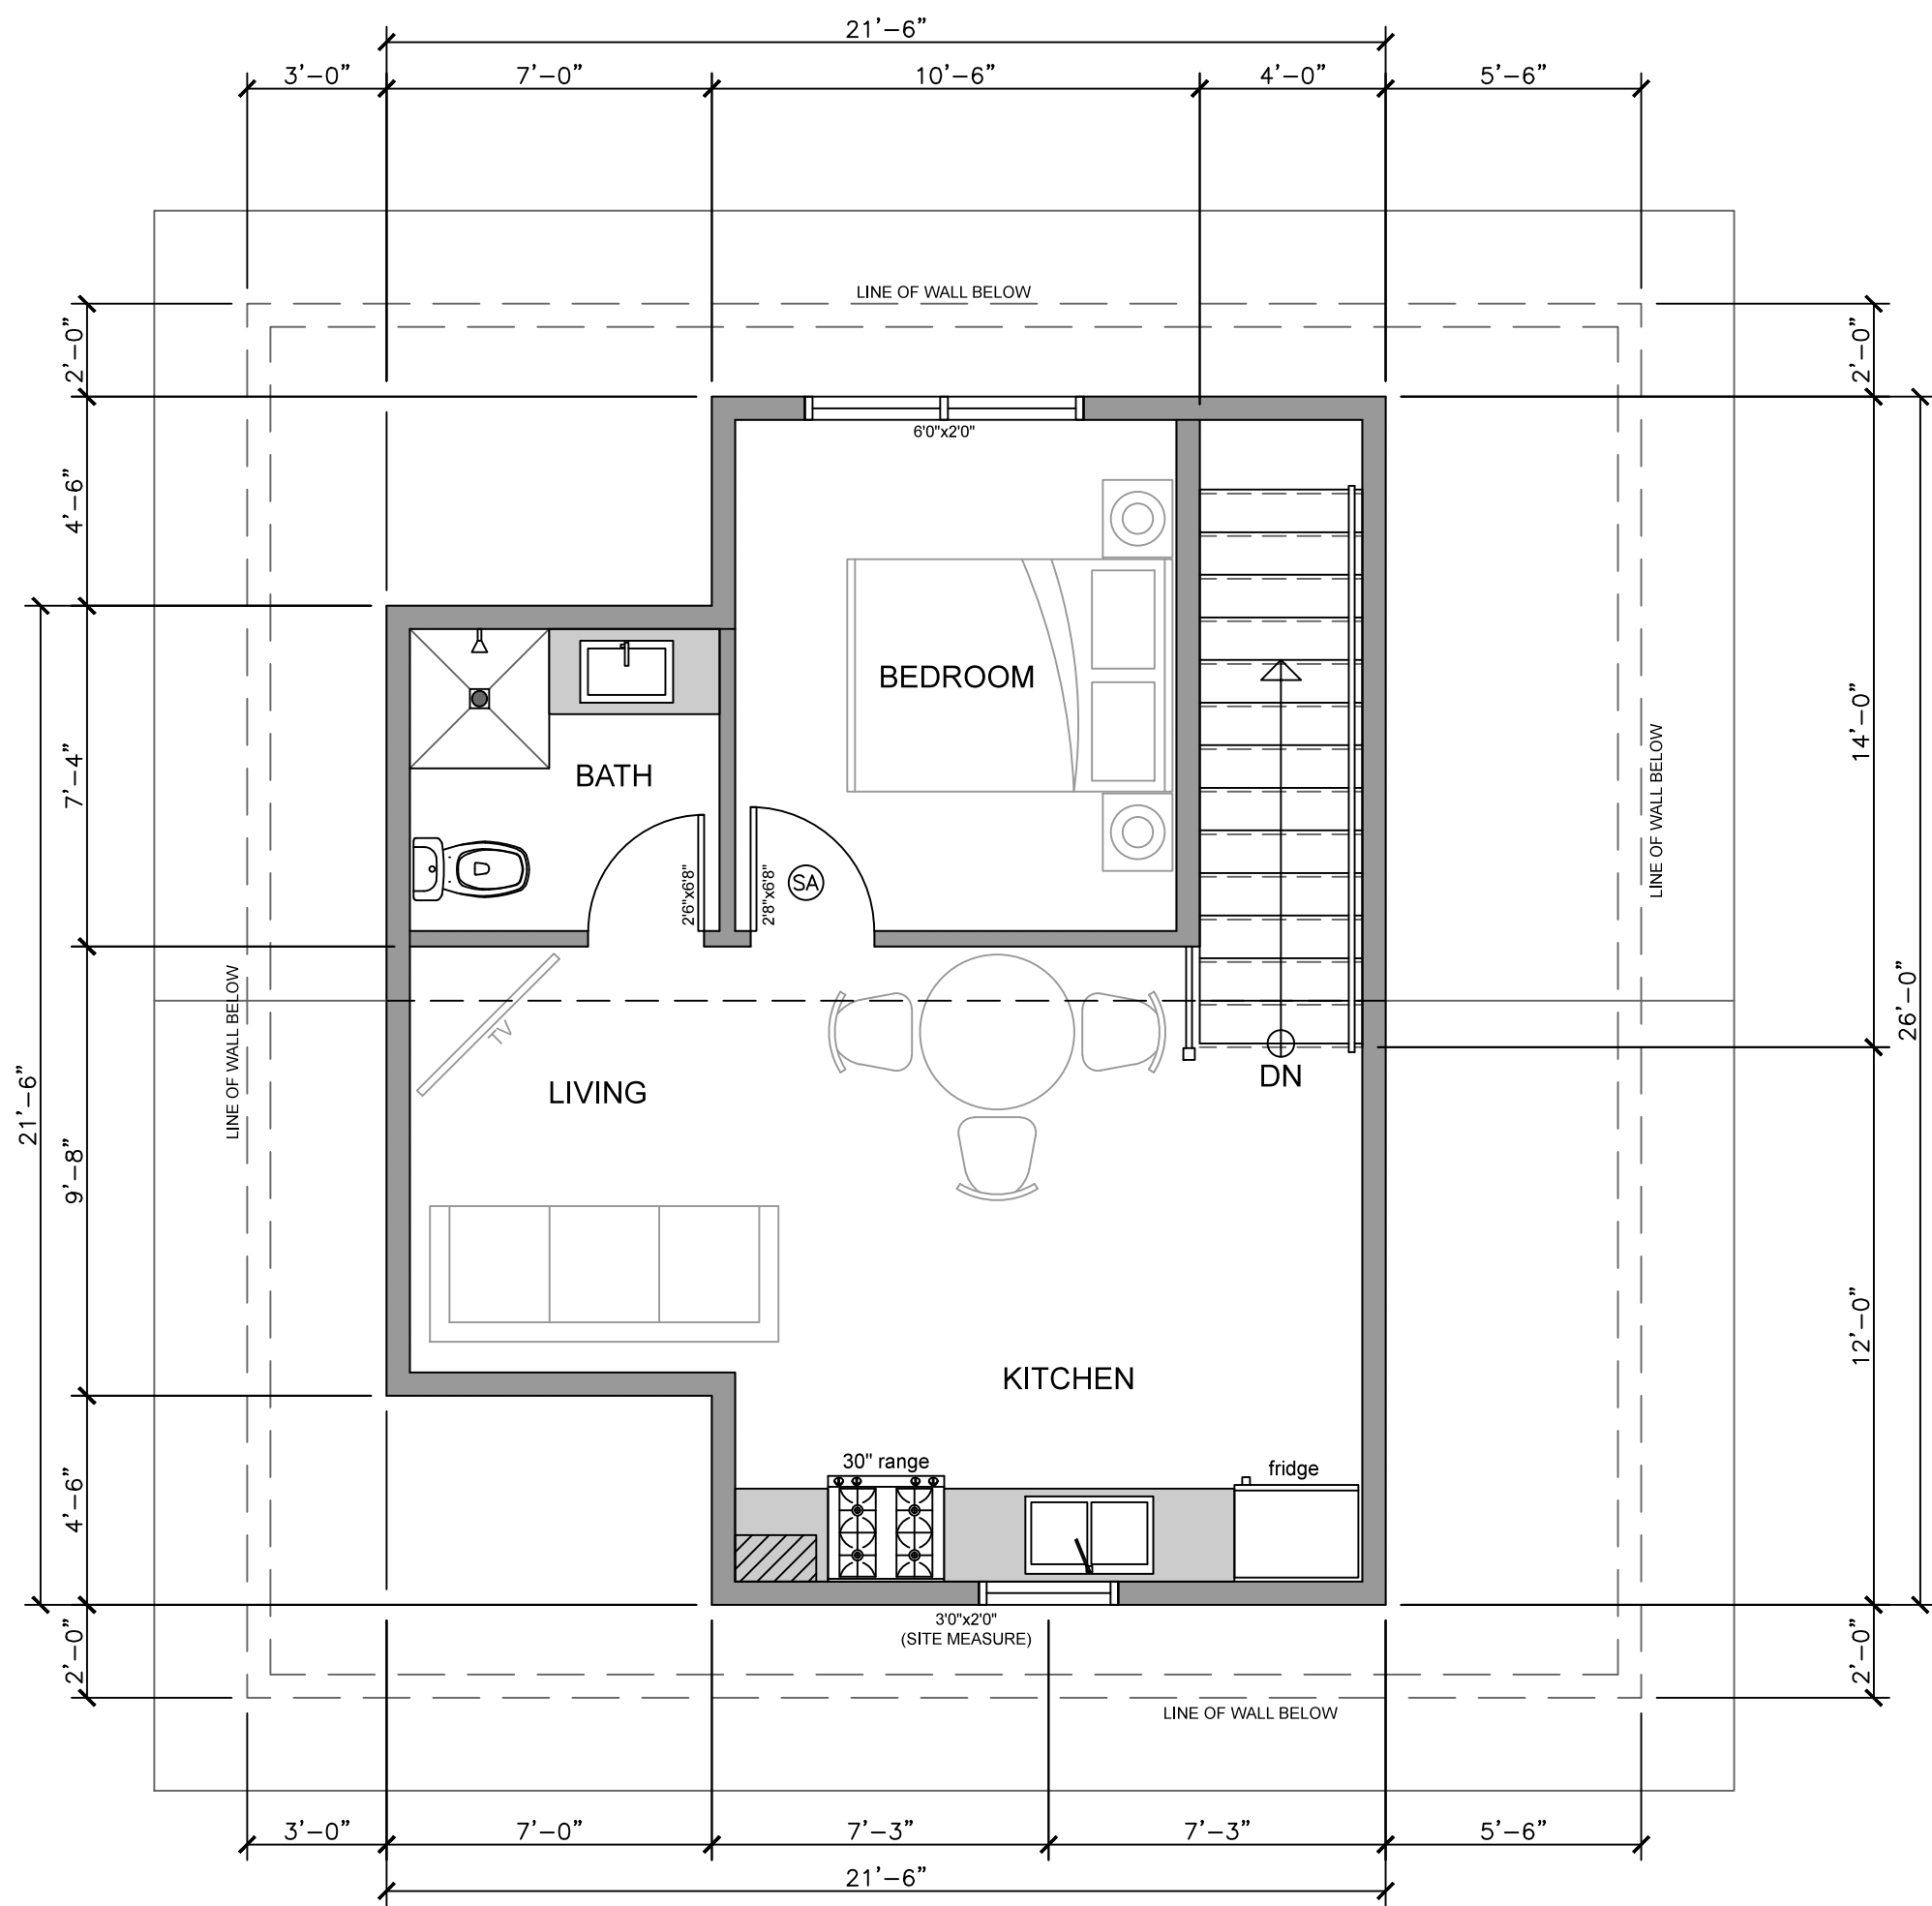 21'-6"
3'-0"
7'-0"
10'-6"
4'-0"
5'-6"
LINE OF WALL BELOW
2'-0"
2'-0"
6'0"x2'0"
4'-6"
BEDROOM
BATH
7'-4"
14'-0"
LINE OF WALL BELOW
2'6"x6'8"
2'8"x6'8"
SA
LINE OF WALL BELOW
26'-0"
TV
LIVING
DN
21'-6"
9'-8"
12'-0"
KITCHEN
30" range
fridge
4'-6"
3'0"x2'0"
(SITE MEASURE)
2'-0"
2'-0"
LINE OF WALL BELOW
3'-0"
7'-0"
7'-3"
7'-3"
5'-6"
21'-6"